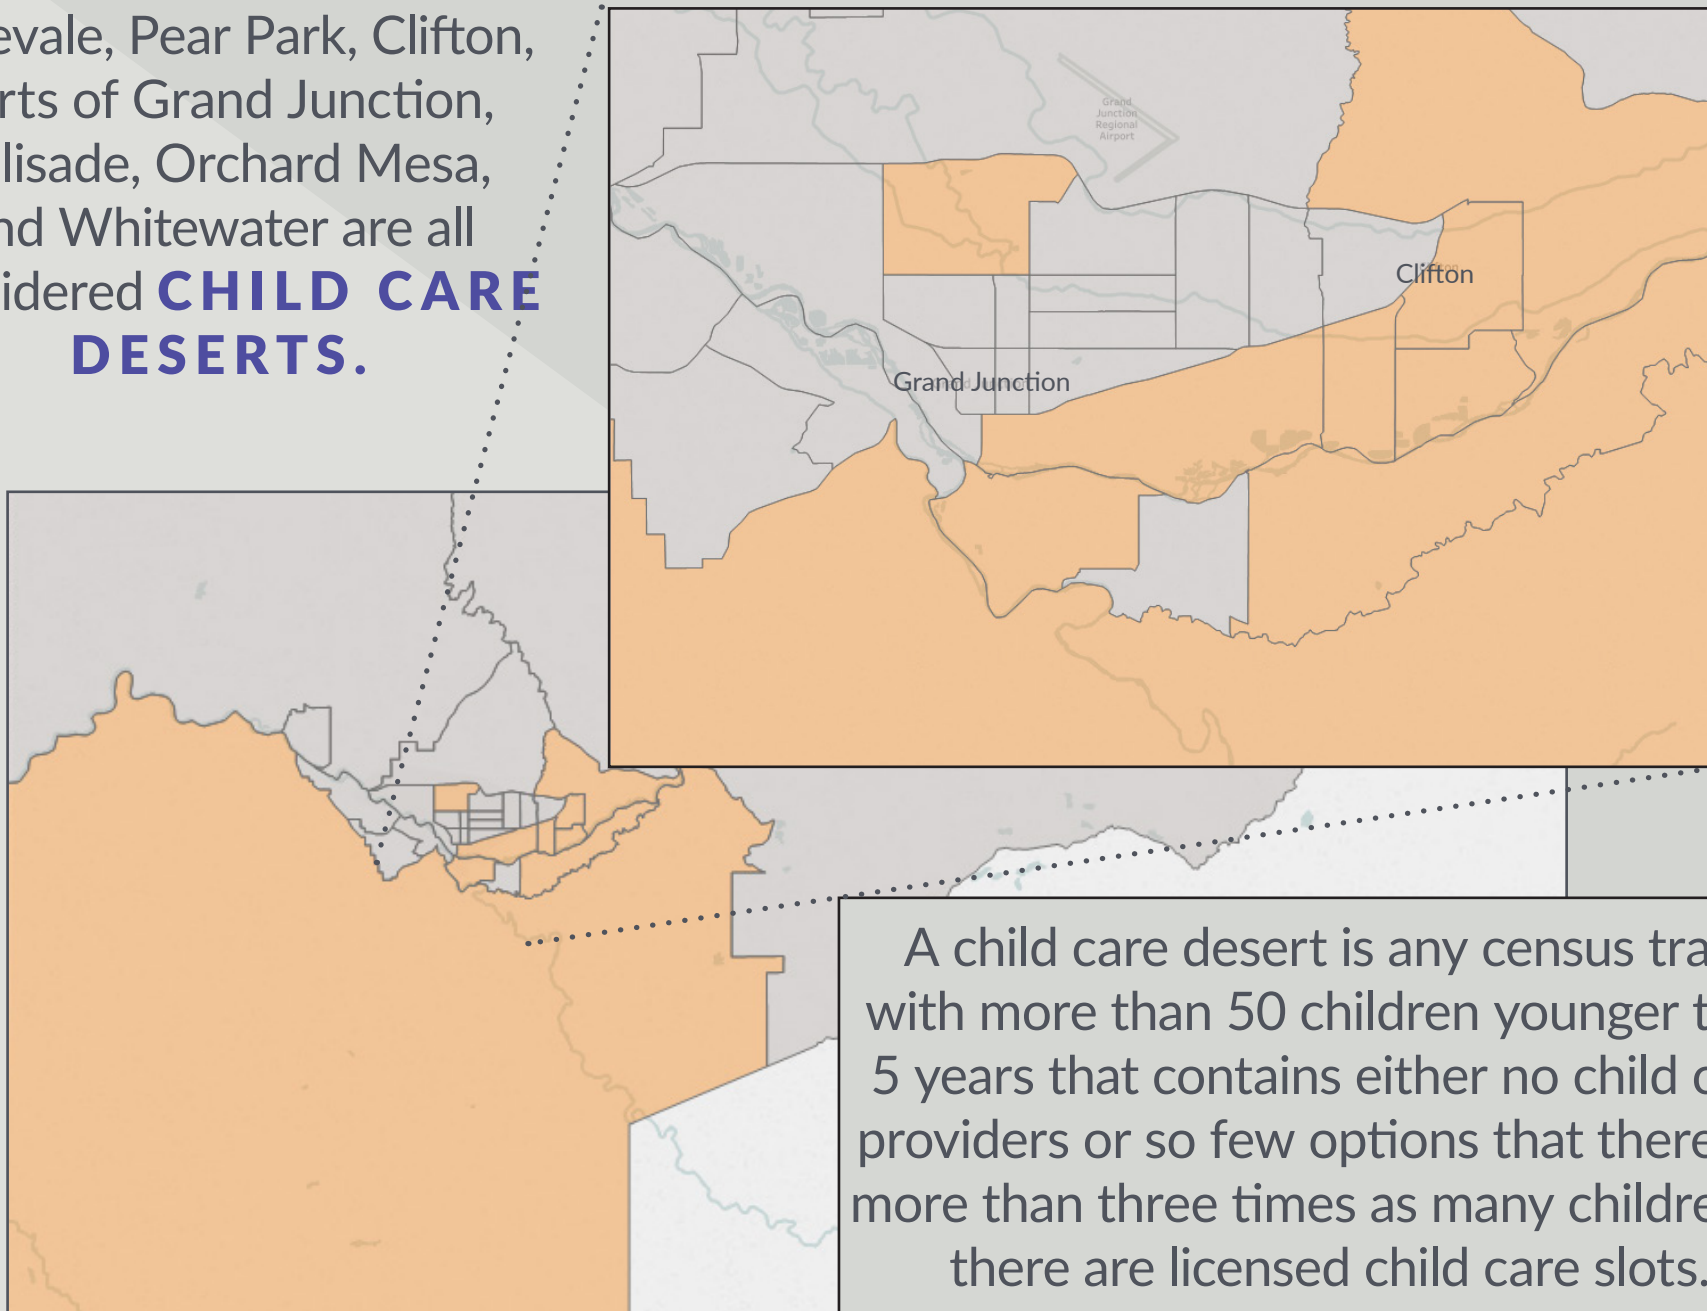 evale, Pear Park, Clifton,
rts of Grand Junction,
lisade, Orchard Mesa,
nd Whitewater are all
idered CHILD CARE
DESERTS.
Grand
Junction
Regional
Airport
Clifton
Grand Junction
A child care desert is any census tra
with more than 50 children younger t
5 years that contains either no child c
providers or so few options that there
more than three times as many childre
there are licensed child care slots.